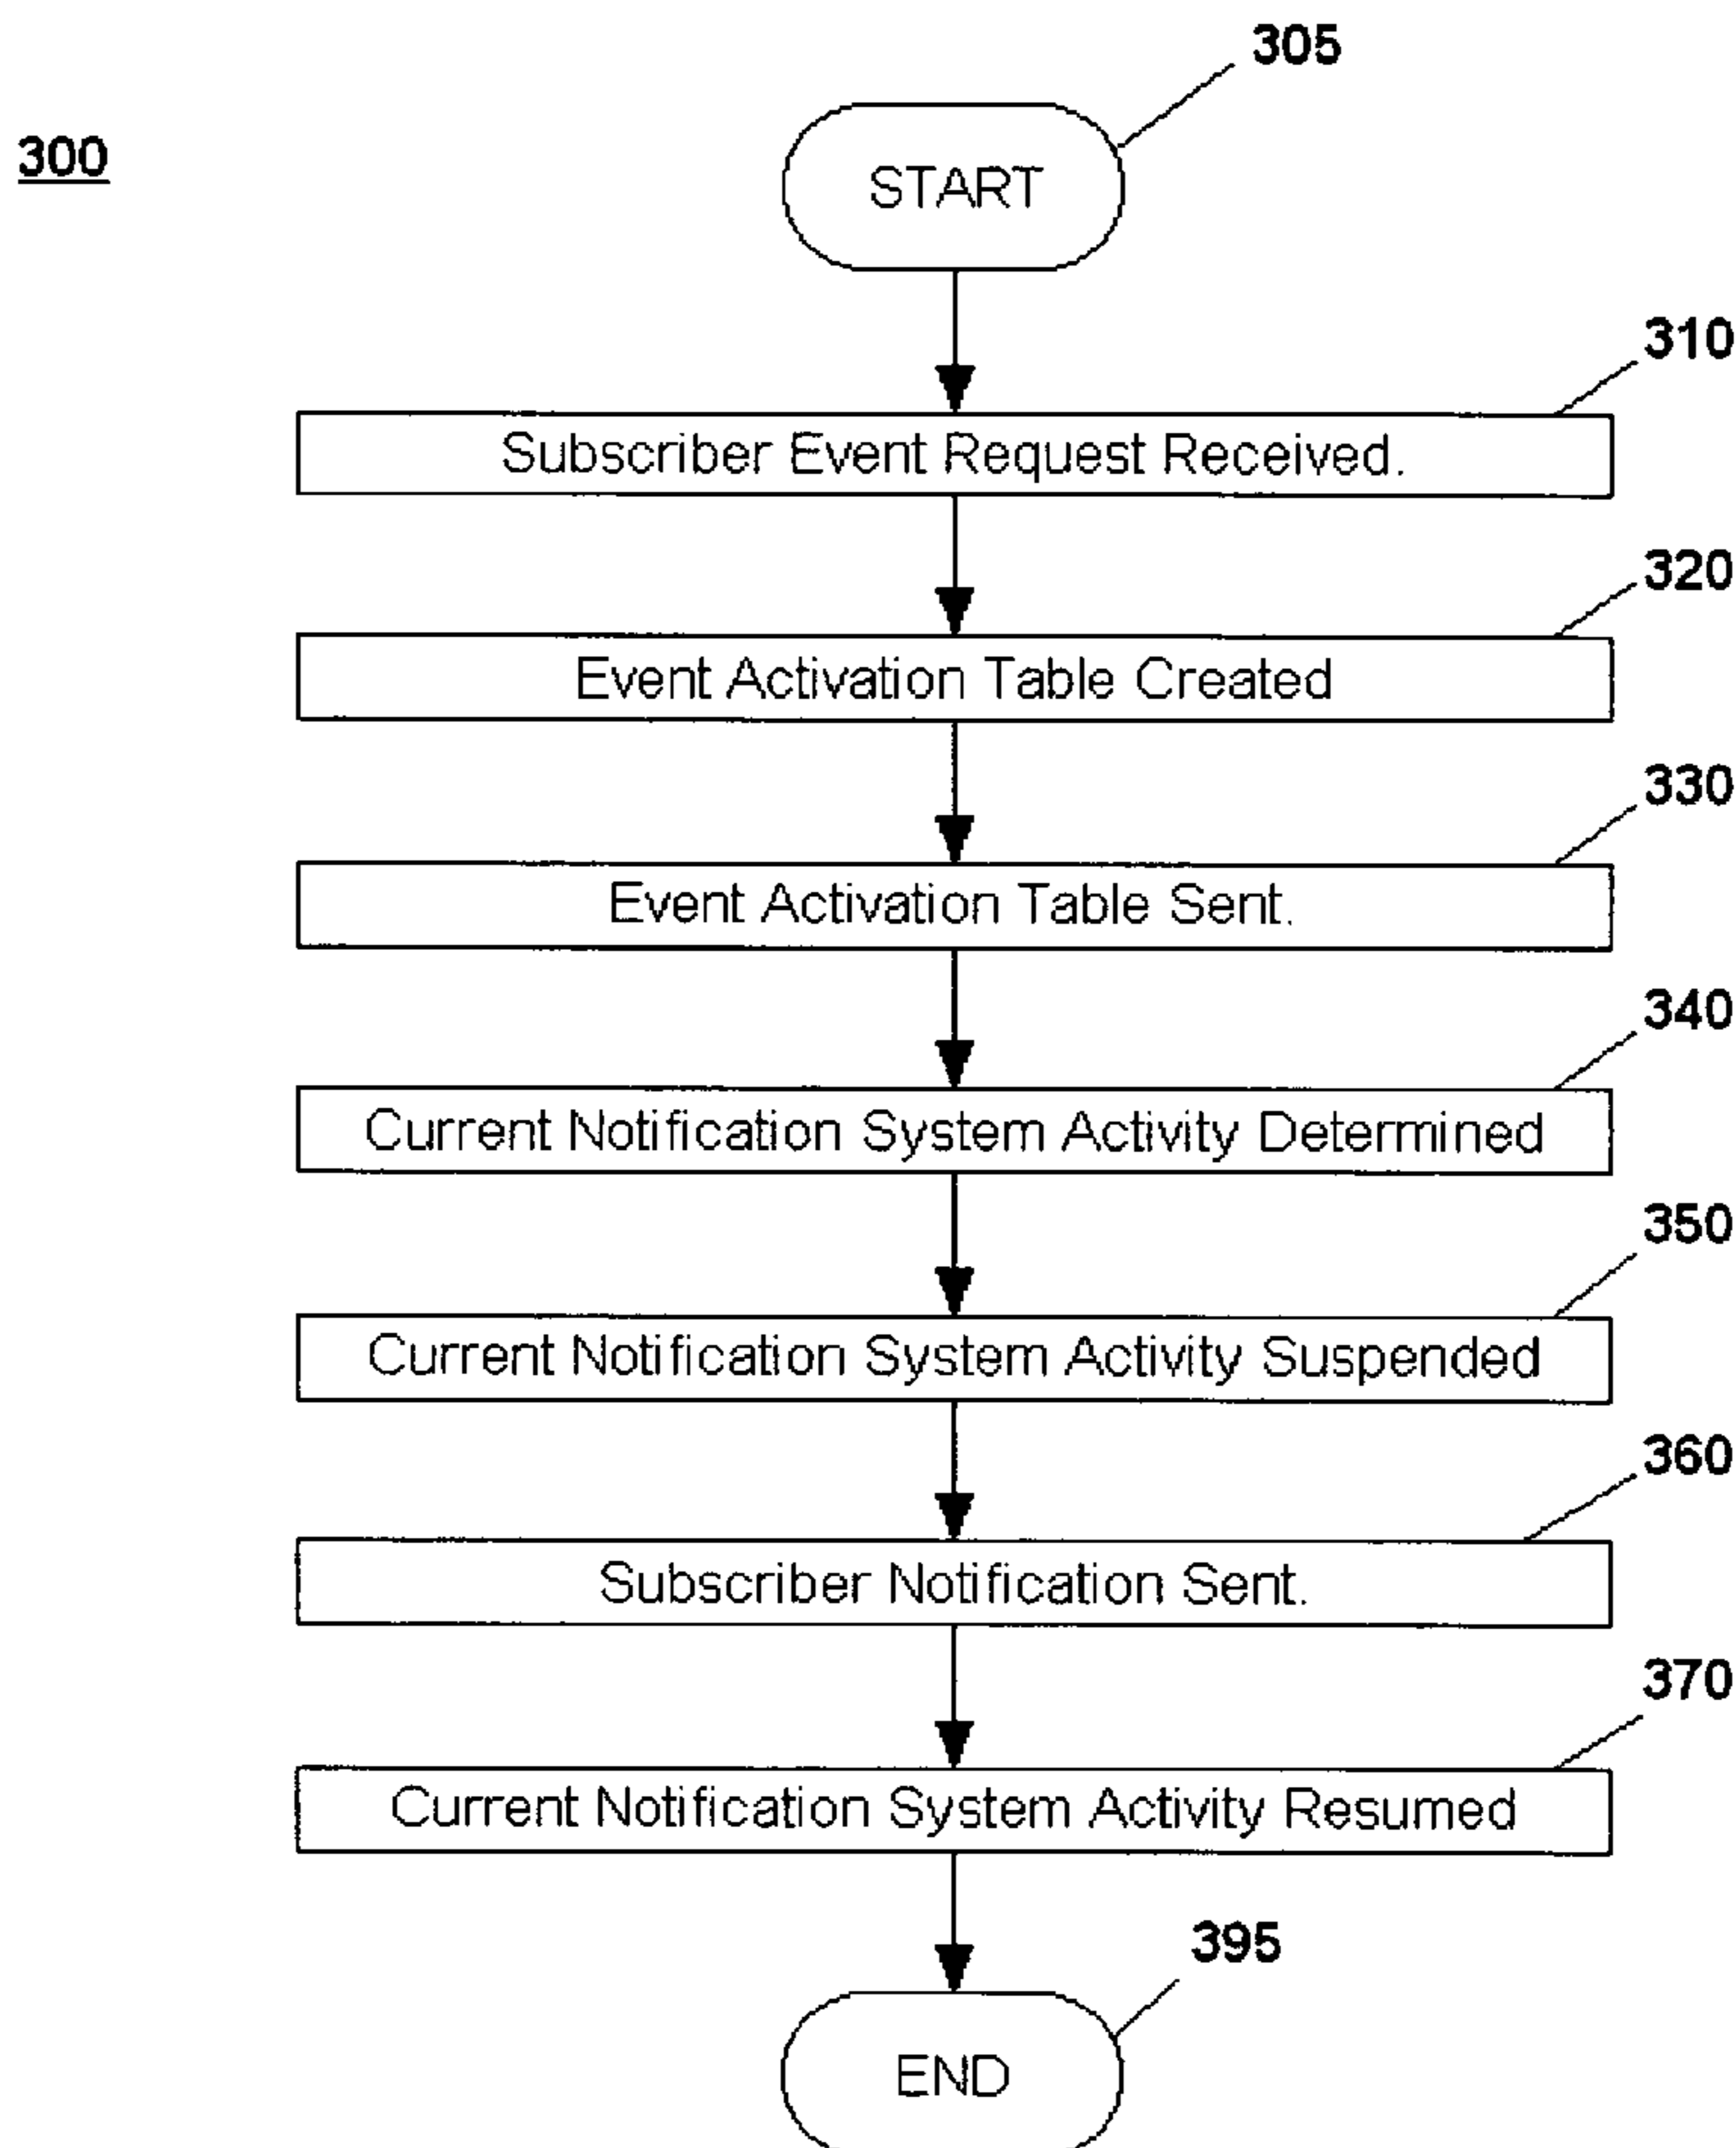 305
300
START
310
Subscriber Event Request Received.
320
Event Activation Table Created
330
Event Activation Table Sent.
340
Current Notification System Activity Determined
350
Current Notification System Activity Suspended
360
Subscriber Notification Sent.
370
Current Notification System Activity Resumed
395
END